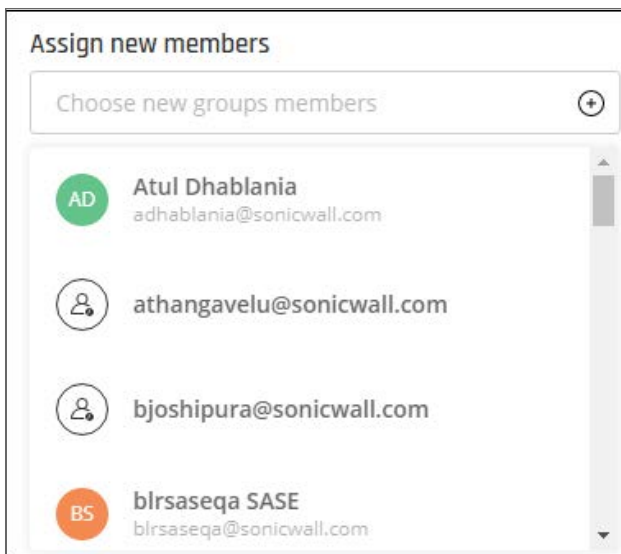 Assign new members
Choose new groups members
AD
Atul Dhablania
adhablania@sonicwall.com
athangavelu@sonicwall.com
bjoshipura@sonicwall.com
BS
blrsaseqa SASE
blrsaseqa@sonicwall.com